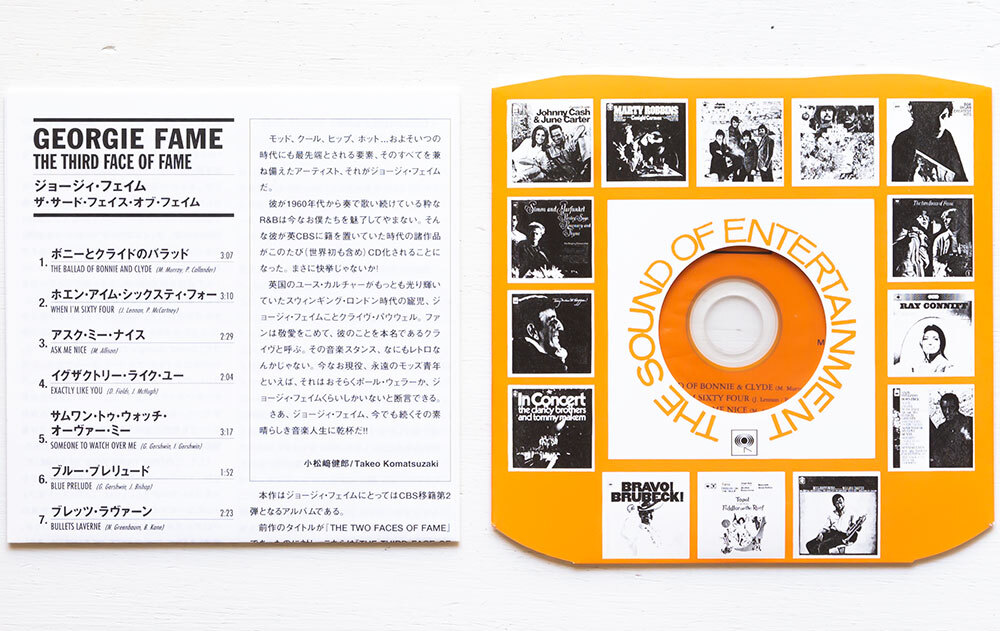 GEORGIE FAME
THE THIRD FACE OF FAME
ジョージィ・フェイム
ザ・サード・フェイス・オブ・フェイム
1. ボニーとクライドのバラッド 3:07
THE BALLAD OF BONNIE AND CLYDE (M. Murray, P. Callender)
2. ホエン・アイム・シックスティ・フォー 3:10
WHEN I'M SIXTY FOUR (J. Lennon, P. McCartney)
3. アスク・ミー・ナイス 2:29
ASK ME NICE (M. Allison)
4. イグザクトリー・ライク・ユー 2:04
EXACTLY LIKE YOU (D. Fields, J. McHugh)
サムワン・トゥ・ウォッチ・
5. オーヴァー・ミー 3:17
SOMEONE TO WATCH OVER ME (G. Gershwin, I. Gershwin)
6. ブルー・プレリュード 1:52
BLUE PRELUDE (G. Gershwin, J. Bishop)
7. ブレッツ・ラヴァーン 2:23
BULLETS LAVERNE (N. Greenbaum, B. Kane)
モッド、クール、ヒップ、ホット…およそいつの
時代にも最先端とされる要素、そのすべてを兼
ね備えたアーティスト、それがジョージィ・フェイム
だ。
彼が1960年代から奏で歌い続けている粋な
R&Bは今なお僕たちを魅了してやまない。そん
な彼が英CBSに籍を置いていた時代の諸作品
がこのたび(世界初も含め)CD化されることに
なった。まさに快挙じゃないか!
英国のユース・カルチャーがもっとも光り輝い
ていたスウィンギング・ロンドン時代の寵児、ジ
ョージィ・フェイムことクライヴ・パウウェル。ファ
ンは敬愛をこめて、彼のことを本名であるクラ
イヴと呼ぶ。その音楽スタンス、なにもレトロな
んかじゃない。今なお現役、永遠のモッズ青年
といえば、それはおそらくポール・ウェラーか、ジ
ョージィ・フェイムくらいしかいないと断言できる。
さあ、ジョージィ・フェイム、今でも続くその素
晴らしき音楽人生に乾杯だ!!
小松﨑健郎/Takeo Komatsuzaki
本作はジョージィ・フェイムにとってはCBS移籍第2
弾となるアルバムである。
前作のタイトルが『THE TWO FACES OF FAME』
Johnny Cash
& June Carter
MARTY ROBBINS
Simon and Garfunkel
Parsley, Sage,
Rosemary and
Thyme
The two faces of Fame
RAY CONNIFF
In Concert
the clancy brothers
and tommy makem
BRAVO!
BRUBECK!
Topol
Fiddler on the Roof
THE SOUND OF ENTERTAINMENT
D OF BONNIE & CLYDE (M. Murr
SIXTY FOUR (J. Lennon / P.
ME NICE (M
M